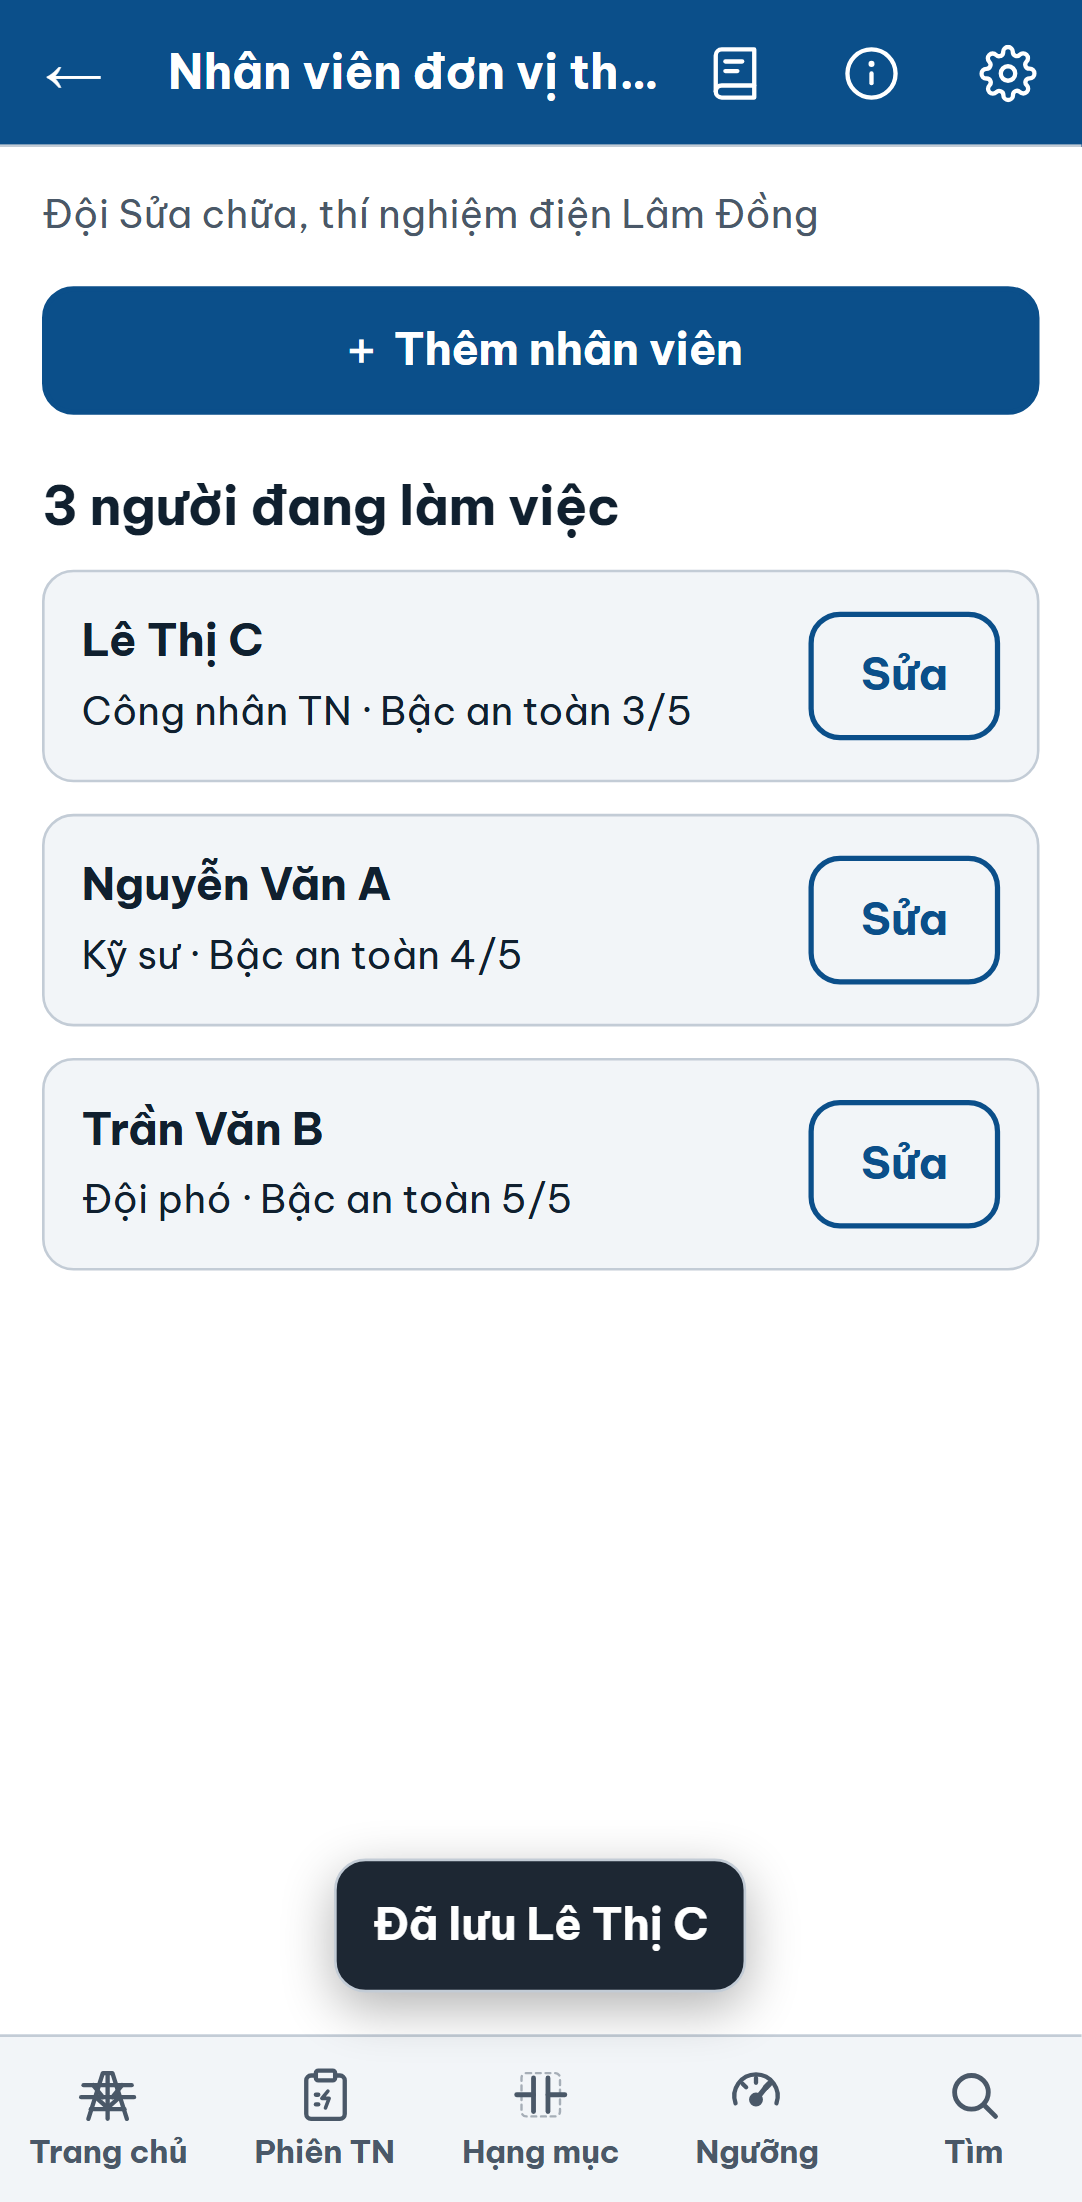 ← Nhân viên đơn vị th...
Đội Sửa chữa, thí nghiệm điện Lâm Đồng
+ Thêm nhân viên
3 người đang làm việc
Lê Thị C
Công nhân TN · Bậc an toàn 3/5
Sửa
Nguyễn Văn A
Kỹ sư · Bậc an toàn 4/5
Sửa
Trần Văn B
Đội phó · Bậc an toàn 5/5
Sửa
Đã lưu Lê Thị C
Trang chủ
Phiên TN
Hạng mục
Ngưỡng
Tìm